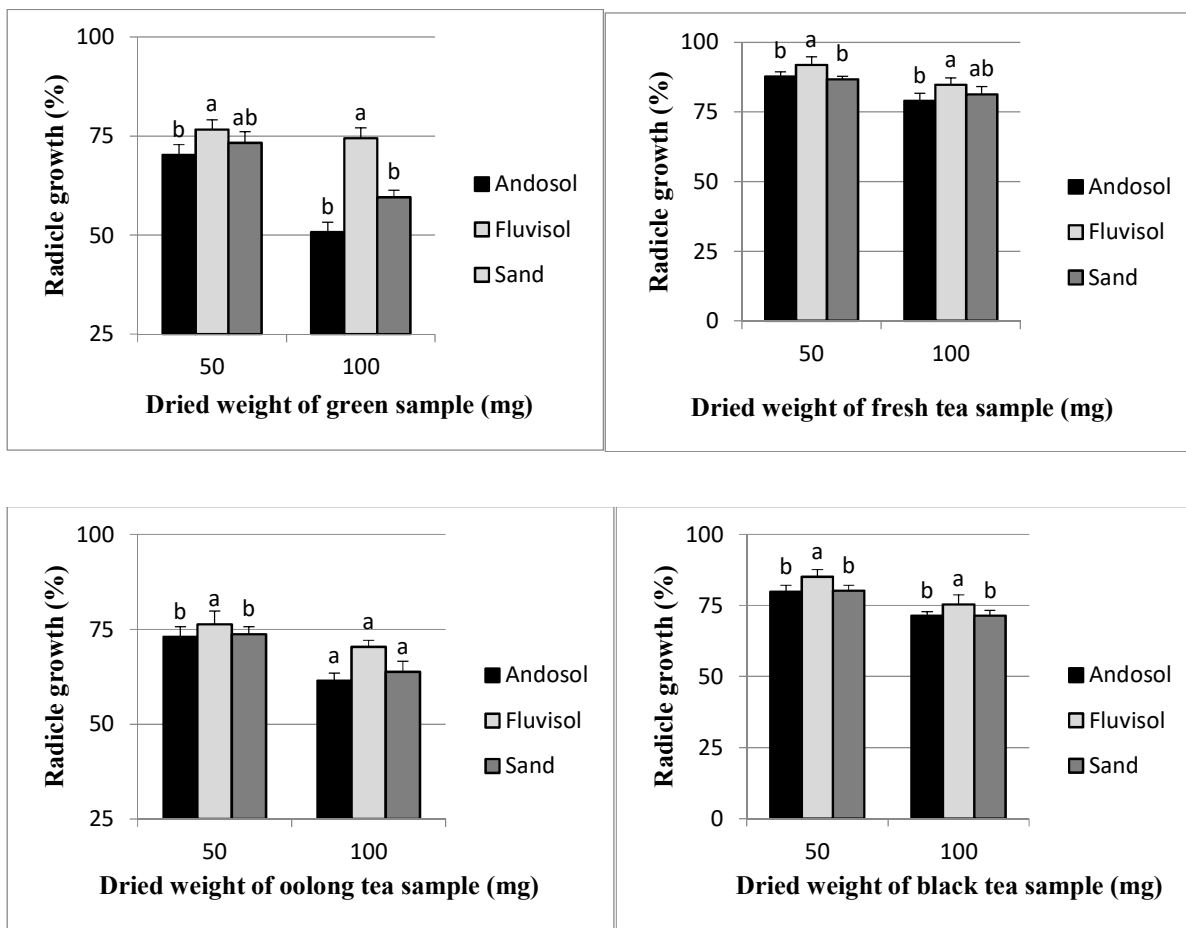 100
75
50
25
Radicle growth (%)
b a ab
a
b b
50 100
Dried weight of green sample (mg)
Andosol
Fluvisol
Sand
100
75
50
25
0
Radicle growth (%)
b a b
b a ab
50 100
Dried weight of fresh tea sample (mg)
Andosol
Fluvisol
Sand
100
75
50
25
Radicle growth (%)
b a b
a a a
50 100
Dried weight of oolong tea sample (mg)
Andosol
Fluvisol
Sand
100
75
50
25
0
Radicle growth (%)
b a b
b a b
50 100
Dried weight of black tea sample (mg)
Andosol
Fluvisol
Sand